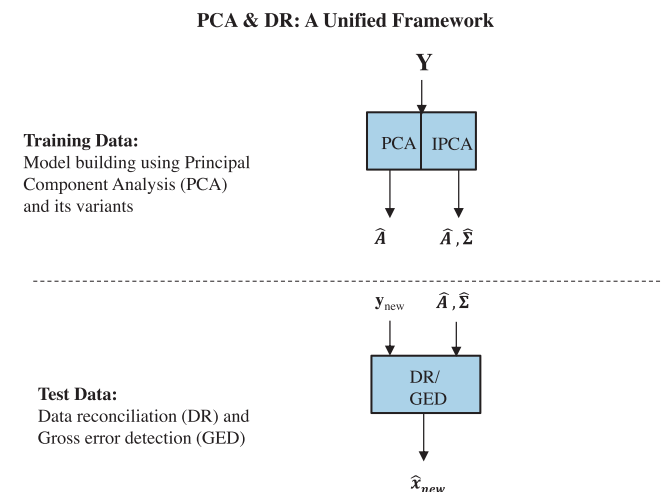 PCA & DR: A Unified Framework
Y
Training Data:
Model building using Principal
Component Analysis (PCA)
and its variants
PCA IPCA
Â Â , Σ̂
y_new Â , Σ̂
Test Data:
Data reconciliation (DR) and
Gross error detection (GED)
DR/
GED
x̂_new